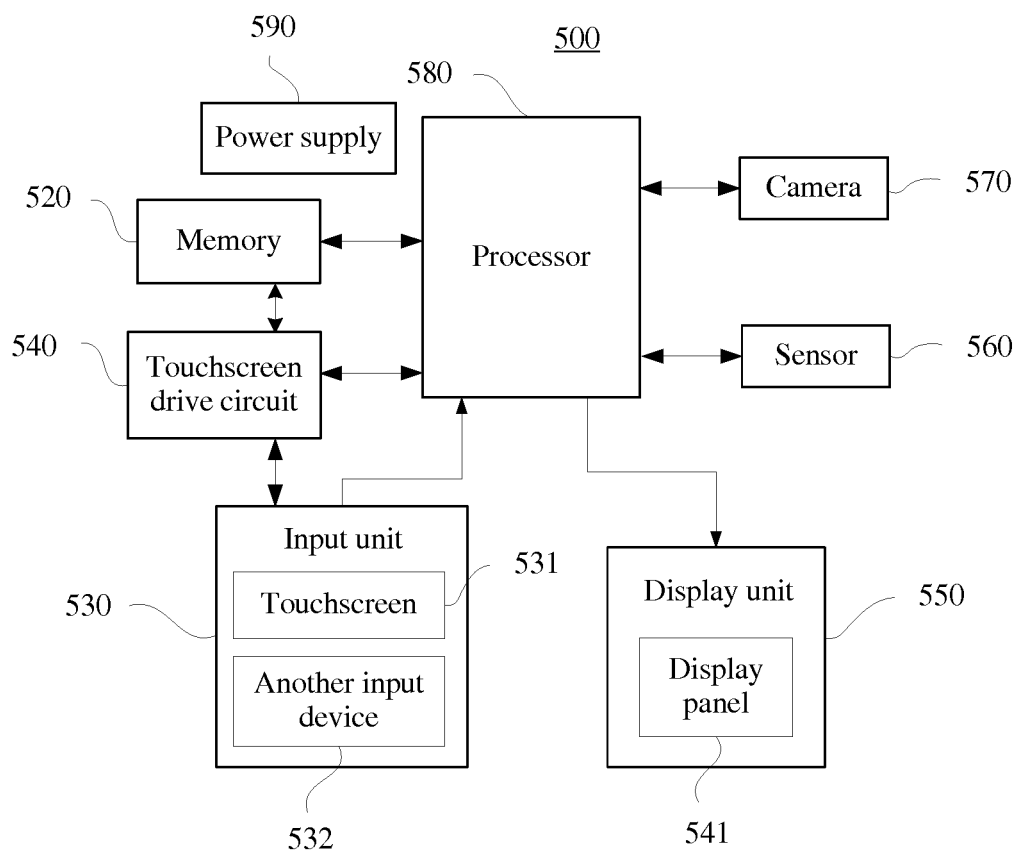 590
500
580
Power supply
520
Camera
570
Memory
Processor
540
Touchscreen
drive circuit
Sensor
560
Input unit
531
530
Touchscreen
Display unit
550
Another input
device
Display
panel
532
541